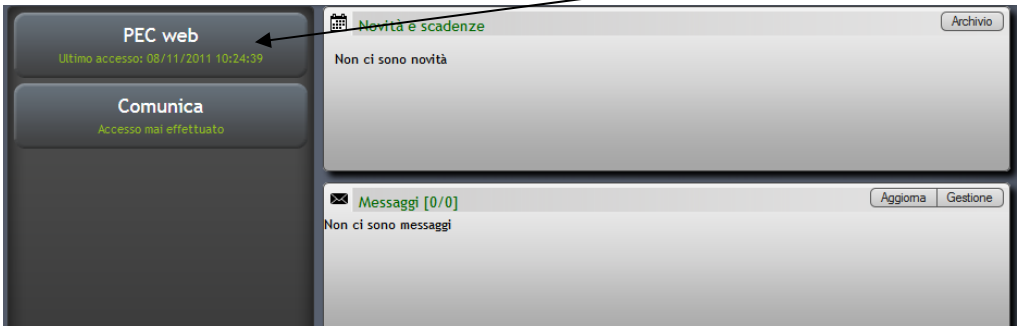 PEC web
Ultimo accesso: 08/11/2011 10:24:39
Comunica
Accesso mai effettuato
Novità e scadenze
Archivio
Non ci sono novità
Messaggi [0/0]
Aggiorna
Gestione
Non ci sono messaggi